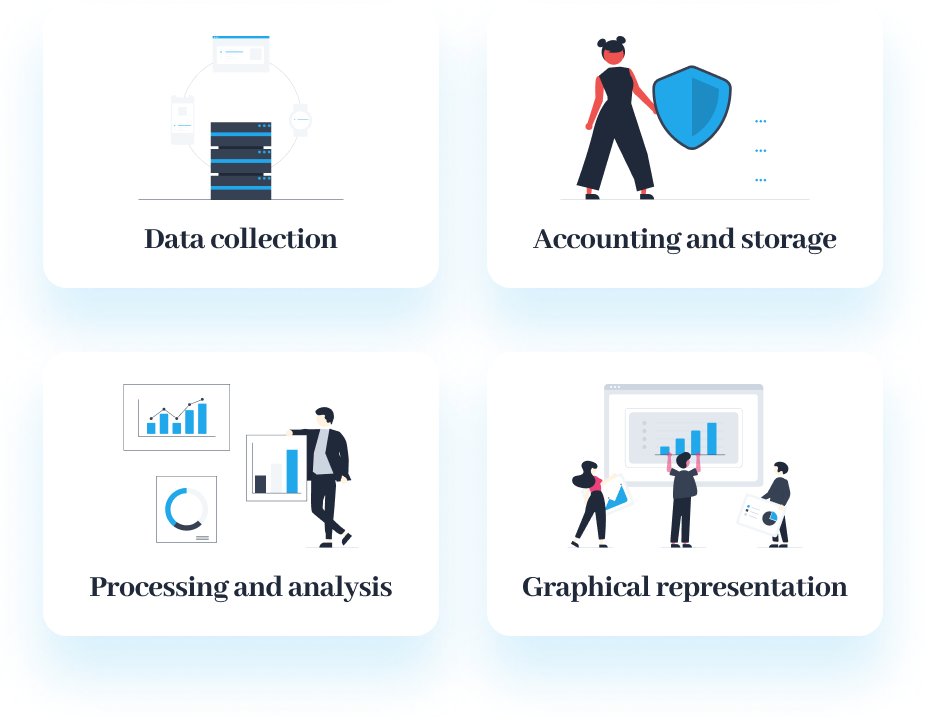 Data collection
Accounting and storage
Processing and analysis
Graphical representation